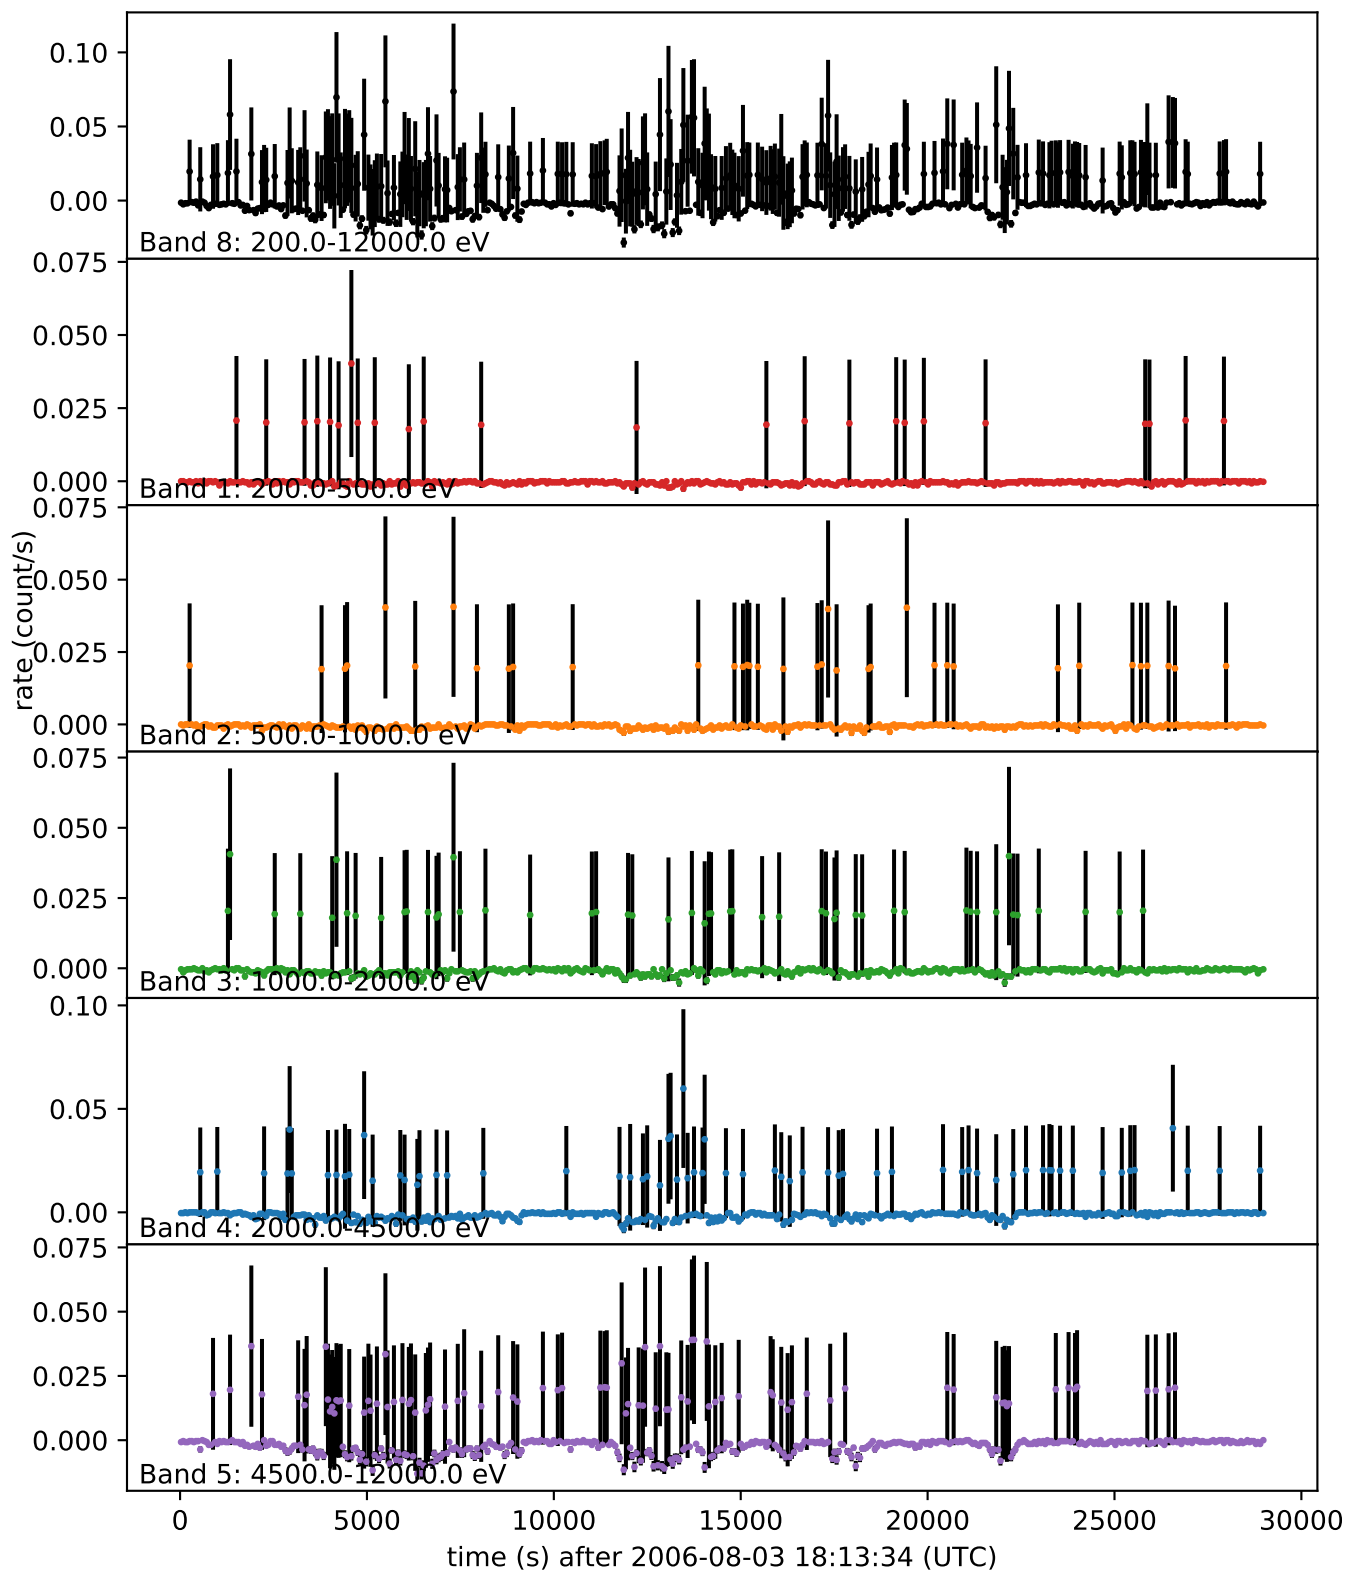 0.10
0.05
0.00
Band 8: 200.0-12000.0 eV
0.075
0.050
0.025
0.000
Band 1: 200.0-500.0 eV
0.075
0.050
0.025
0.000
Band 2: 500.0-1000.0 eV
rate (count/s)
0.075
0.050
0.025
0.000
Band 3: 1000.0-2000.0 eV
0.10
0.05
0.00
Band 4: 2000.0-4500.0 eV
0.075
0.050
0.025
0.000
Band 5: 4500.0-12000.0 eV
0 5000 10000 15000 20000 25000 30000
time (s) after 2006-08-03 18:13:34 (UTC)